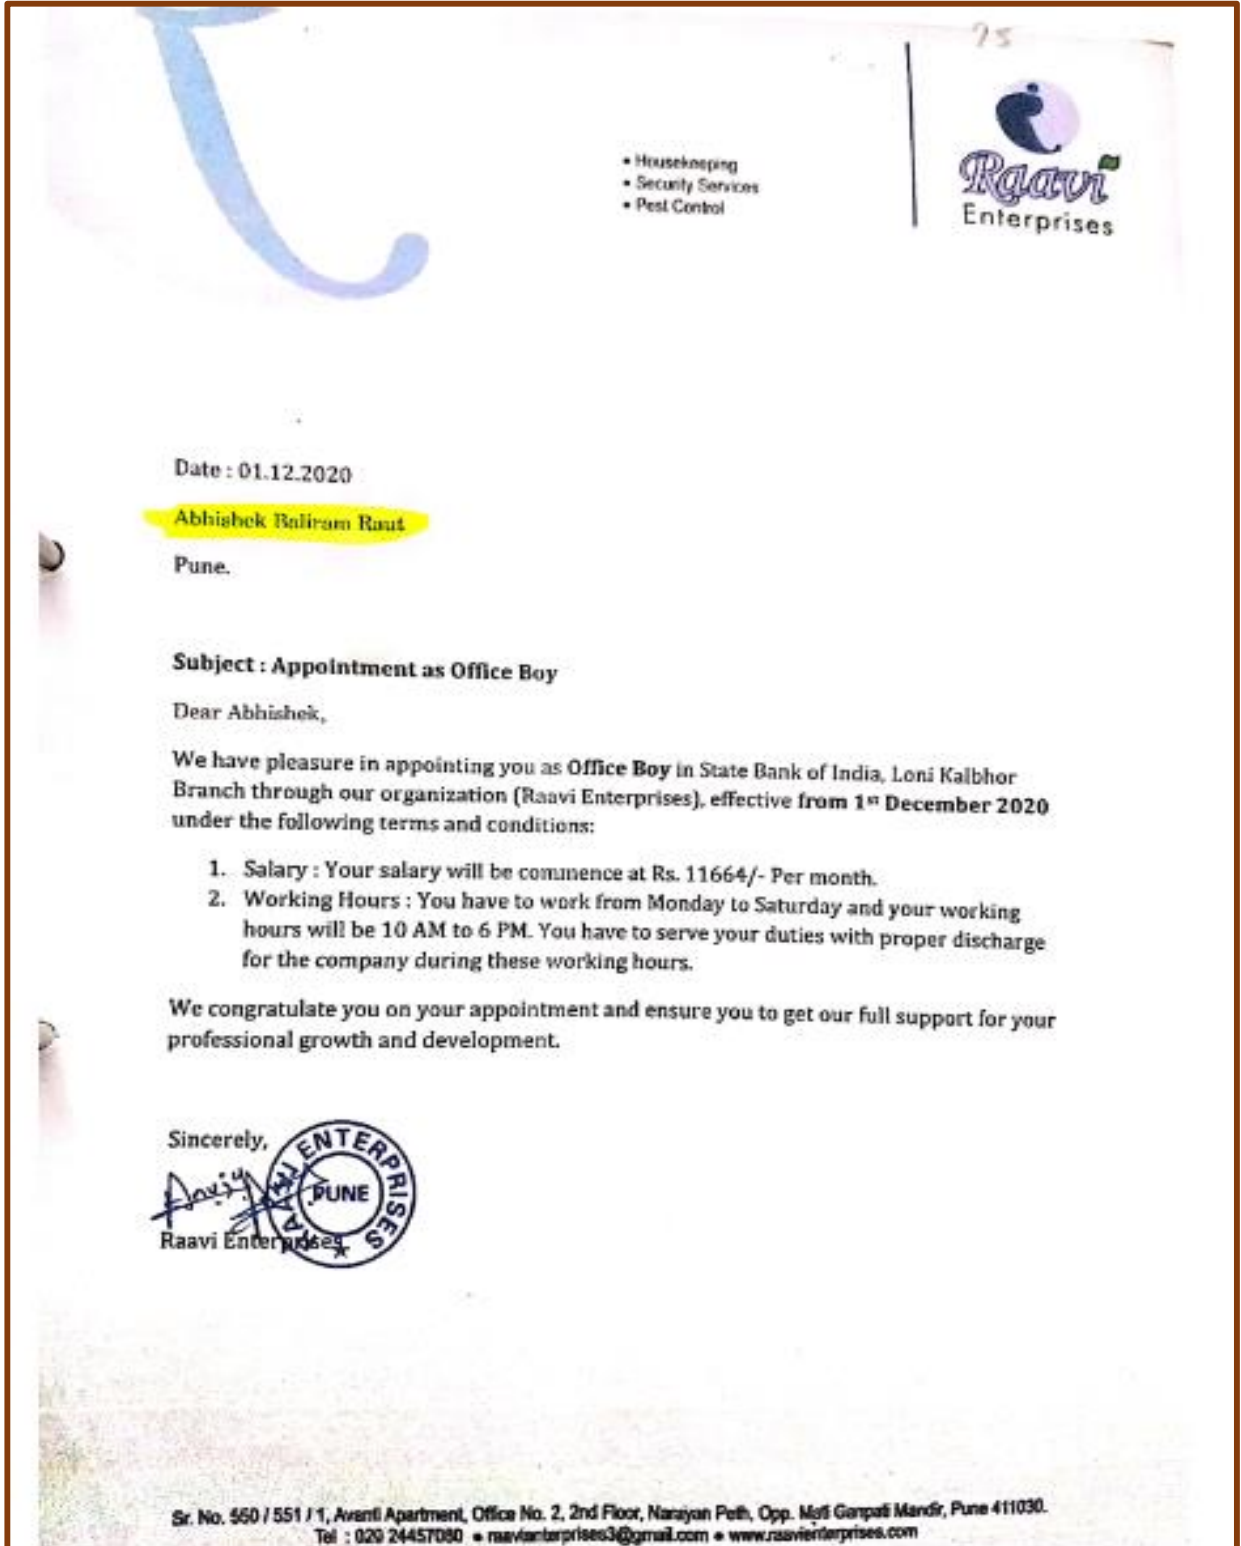 75
• Housekeeping
• Security Services
• Pest Control
Raavi
Enterprises
Date : 01.12.2020
Abhishek Baliram Raut
Pune.
Subject : Appointment as Office Boy
Dear Abhishek,
We have pleasure in appointing you as Office Boy in State Bank of India, Loni Kalbhor
Branch through our organization (Raavi Enterprises), effective from 1st December 2020
under the following terms and conditions:
1. Salary : Your salary will be commence at Rs. 11664/- Per month.
2. Working Hours : You have to work from Monday to Saturday and your working
hours will be 10 AM to 6 PM. You have to serve your duties with proper discharge
for the company during these working hours.
We congratulate you on your appointment and ensure you to get our full support for your
professional growth and development.
Sincerely,
RAAVI ENTERPRISES
PUNE
Raavi Enterprises
Sr. No. 550 / 551 / 1, Avanti Apartment, Office No. 2, 2nd Floor, Narayan Peth, Opp. Mati Ganpati Mandir, Pune 411030.
Tel : 020 24457080 • raavienterprises3@gmail.com • www.raavienterprises.com